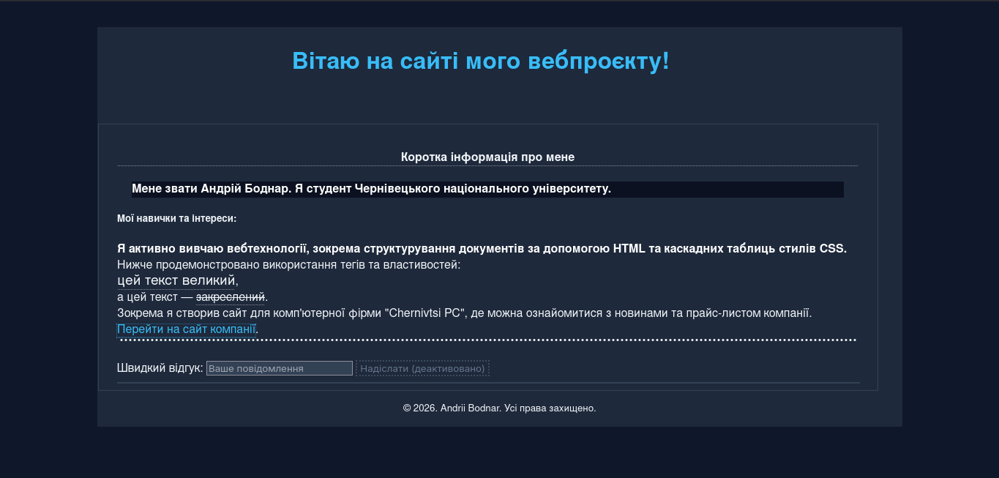 Вітаю на сайті мого вебпроєкту!
Коротка інформація про мене
Мене звати Андрій Боднар. Я студент Чернівецького національного університету.
Мої навички та інтереси:
Я активно вивчаю вебтехнології, зокрема структурування документів за допомогою HTML та каскадних таблиць стилів CSS.
Нижче продемонстровано використання тегів та властивостей:
цей текст великий,
а цей текст — закреслений.
Зокрема я створив сайт для комп'ютерної фірми "Chernivtsi PC", де можна ознайомитися з новинами та прайс-листом компанії.
Перейти на сайт компанії.
Швидкий відгук: Ваше повідомлення Надіслати (деактивовано)
© 2026. Andrii Bodnar. Усі права захищено.